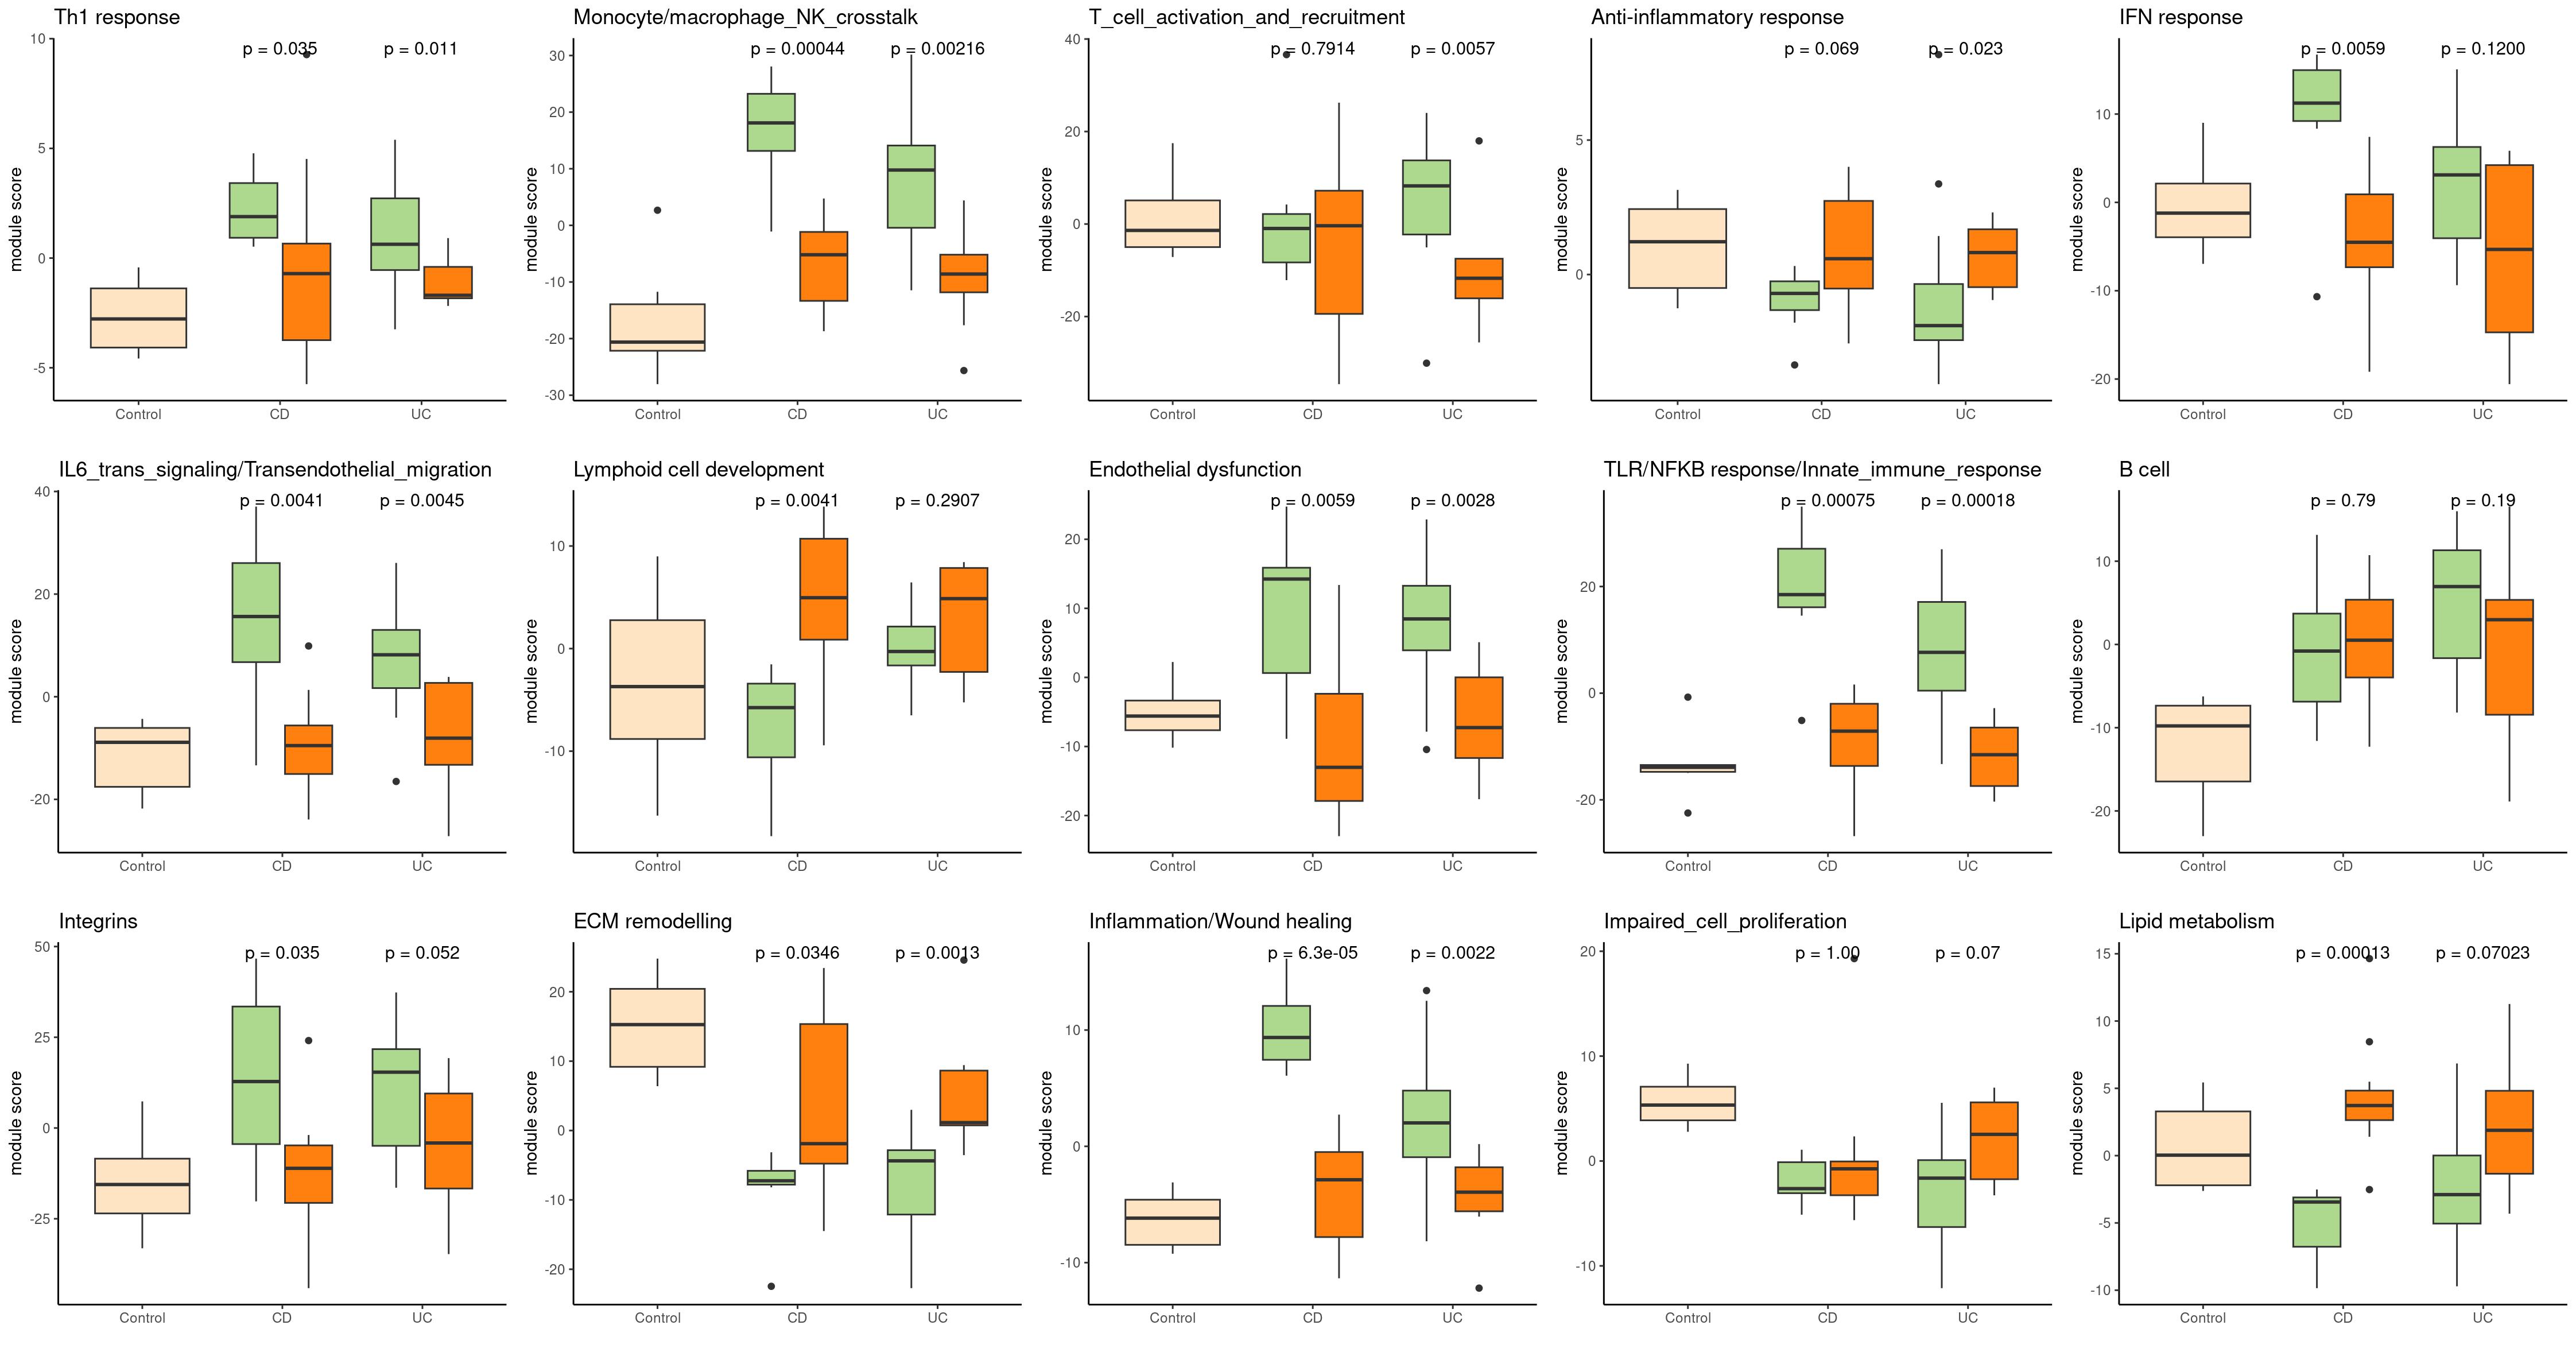 Th1 response
10
5
0
-5
module score
p = 0.035
p = 0.011
Control
CD
UC
Monocyte/macrophage_NK_crosstalk
30
20
10
0
-10
-20
-30
module score
p = 0.00044
p = 0.00216
Control
CD
UC
T_cell_activation_and_recruitment
40
20
0
-20
module score
p = 0.7914
p = 0.0057
Control
CD
UC
Anti-inflammatory response
5
0
module score
p = 0.069
p = 0.023
Control
CD
UC
IFN response
10
0
-10
-20
module score
p = 0.0059
p = 0.1200
Control
CD
UC
IL6_trans_signaling/Transendothelial_migration
40
20
0
-20
module score
p = 0.0041
p = 0.0045
Control
CD
UC
Lymphoid cell development
10
0
-10
module score
p = 0.0041
p = 0.2907
Control
CD
UC
Endothelial dysfunction
20
10
0
-10
-20
module score
p = 0.0059
p = 0.0028
Control
CD
UC
TLR/NFKB response/Innate_immune_response
20
0
-20
module score
p = 0.00075
p = 0.00018
Control
CD
UC
B cell
10
0
-10
-20
module score
p = 0.79
p = 0.19
Control
CD
UC
Integrins
50
25
0
-25
module score
p = 0.035
p = 0.052
Control
CD
UC
ECM remodelling
20
10
0
-10
-20
module score
p = 0.0346
p = 0.0013
Control
CD
UC
Inflammation/Wound healing
10
0
-10
module score
p = 6.3e-05
p = 0.0022
Control
CD
UC
Impaired_cell_proliferation
20
10
0
-10
module score
p = 1.00
p = 0.07
Control
CD
UC
Lipid metabolism
15
10
5
0
-5
-10
module score
p = 0.00013
p = 0.07023
Control
CD
UC